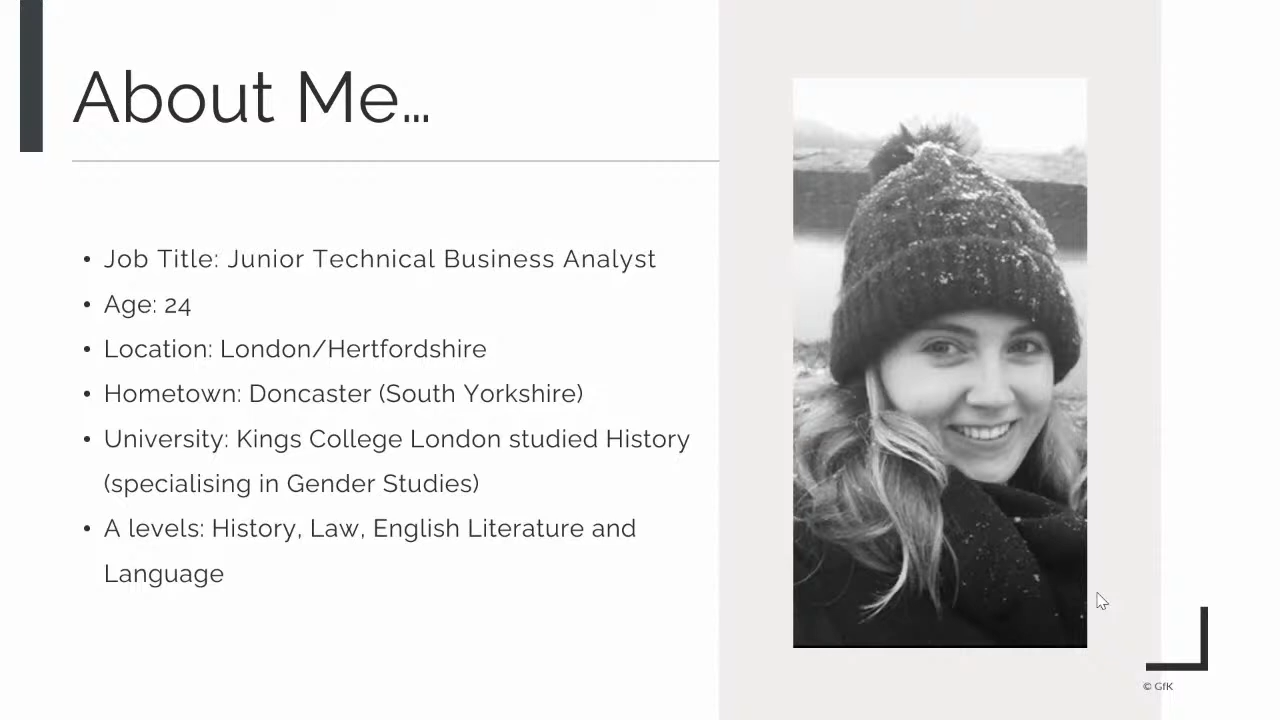 About Me...
• Job Title: Junior Technical Business Analyst
• Age: 24
• Location: London/Hertfordshire
• Hometown: Doncaster (South Yorkshire)
• University: Kings College London studied History
(specialising in Gender Studies)
• A levels: History, Law, English Literature and
Language
© GfK